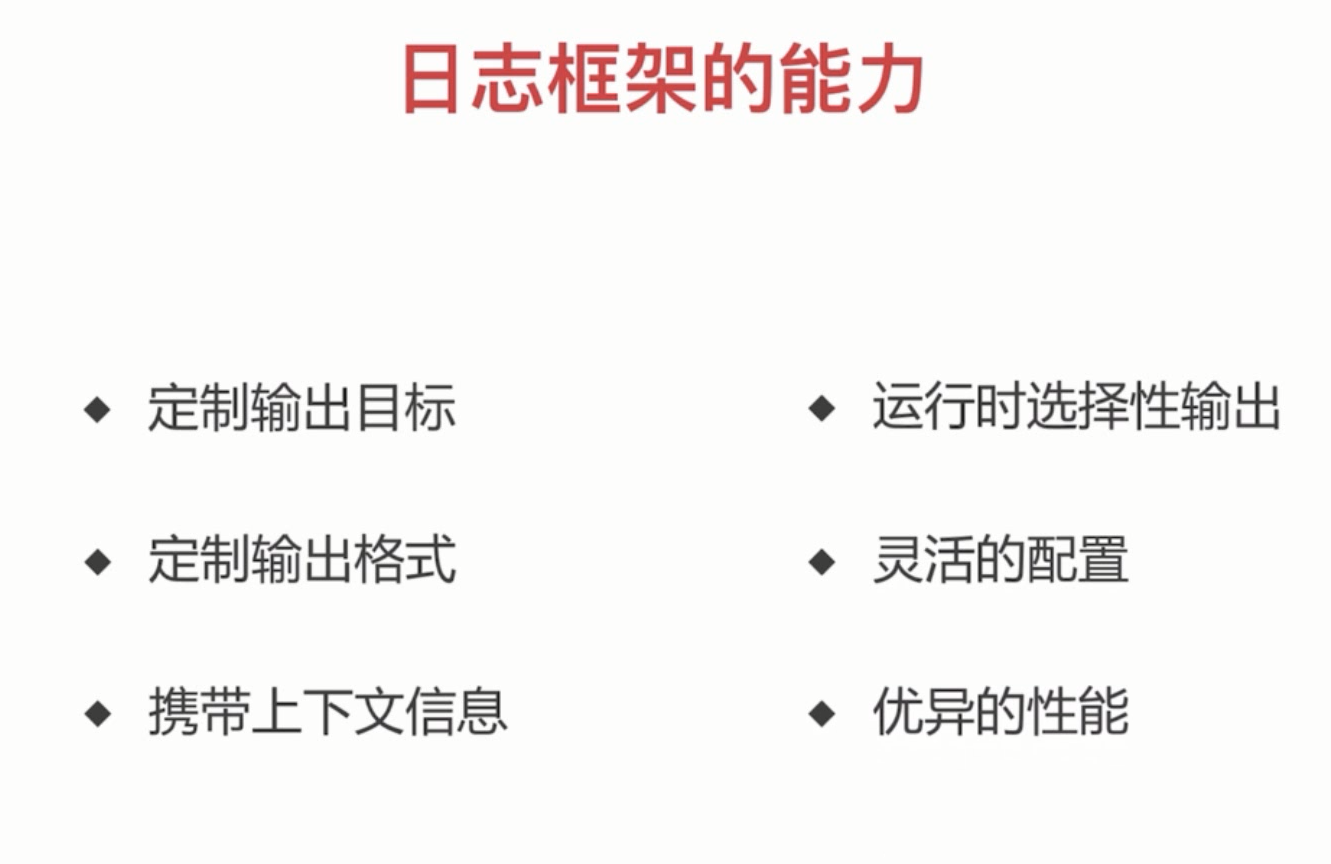 日志框架的能力
◆ 定制输出目标
◆ 定制输出格式
◆ 携带上下文信息
◆ 运行时选择性输出
◆ 灵活的配置
◆ 优异的性能